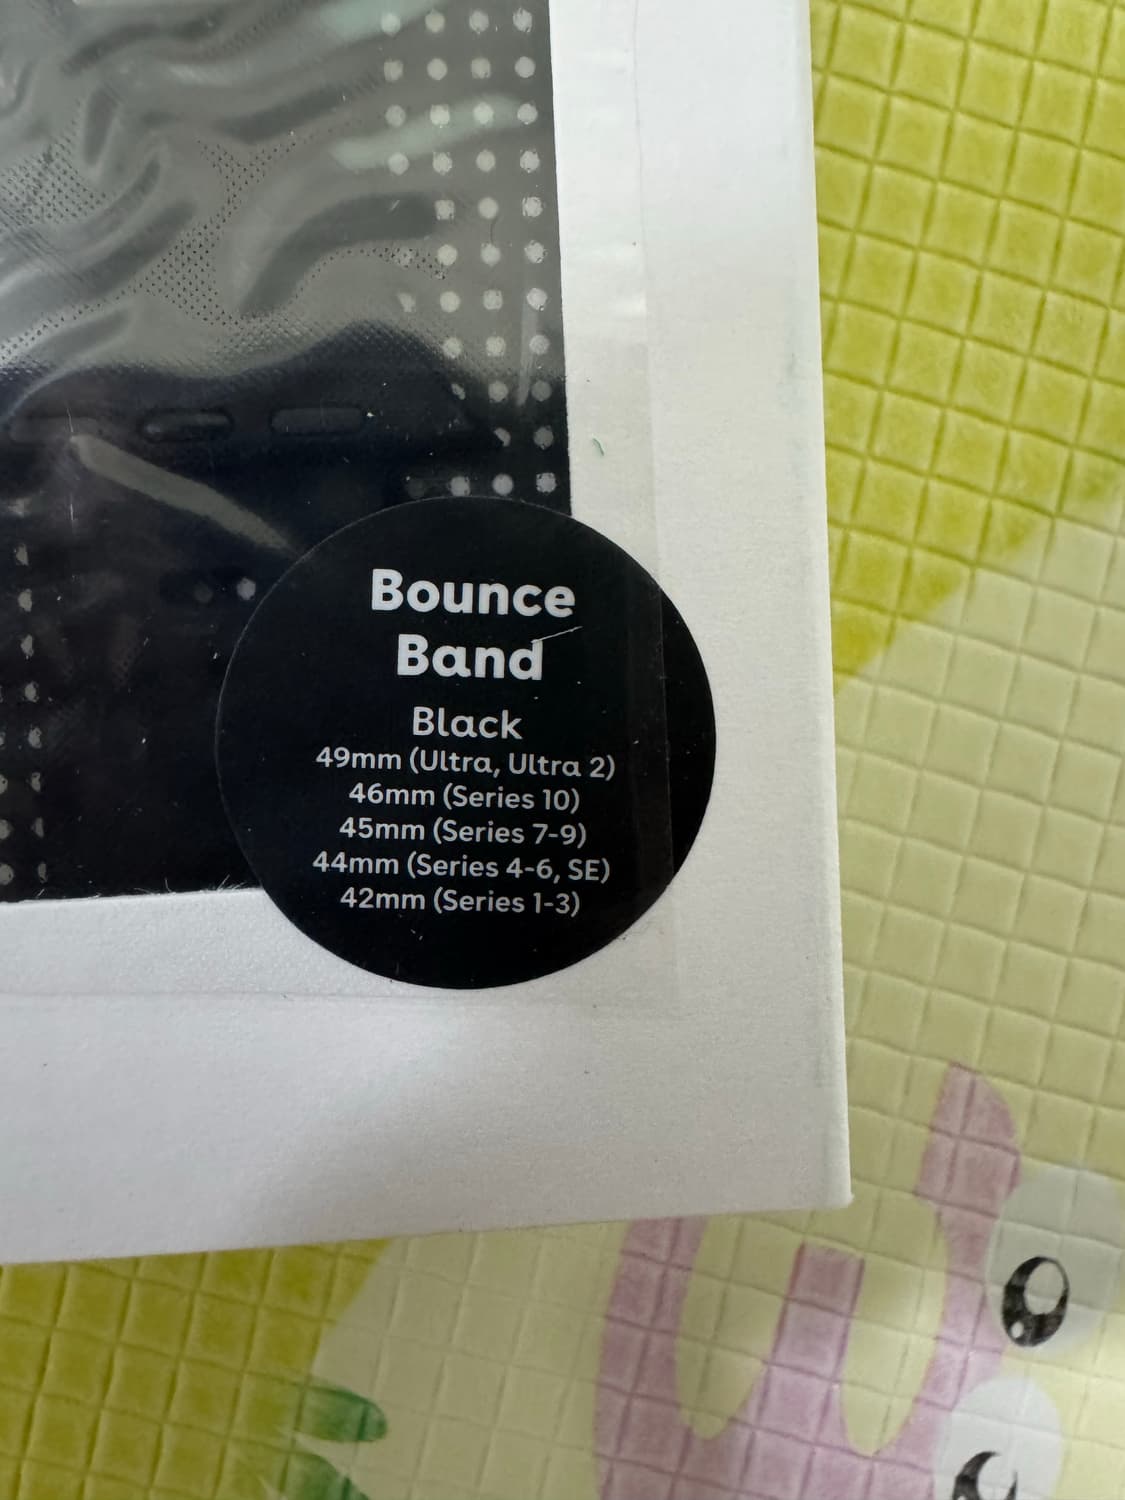 Bounce
Band
Black
49mm (Ultra, Ultra 2)
46mm (Series 10)
45mm (Series 7-9)
44mm (Series 4-6, SE)
42mm (Series 1-3)